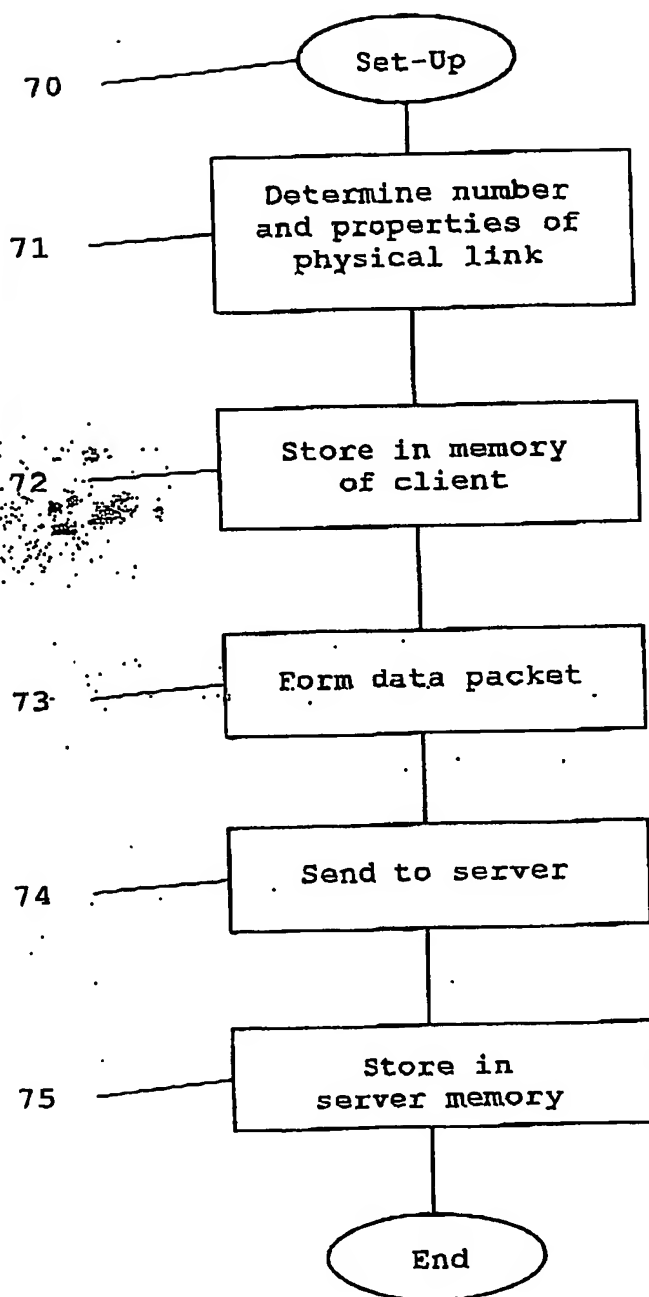 Set-Up
70
Determine number
and properties of
physical link
71
Store in memory
of client
72
Form data packet
73
Send to server
74
Store in
server memory
75
End